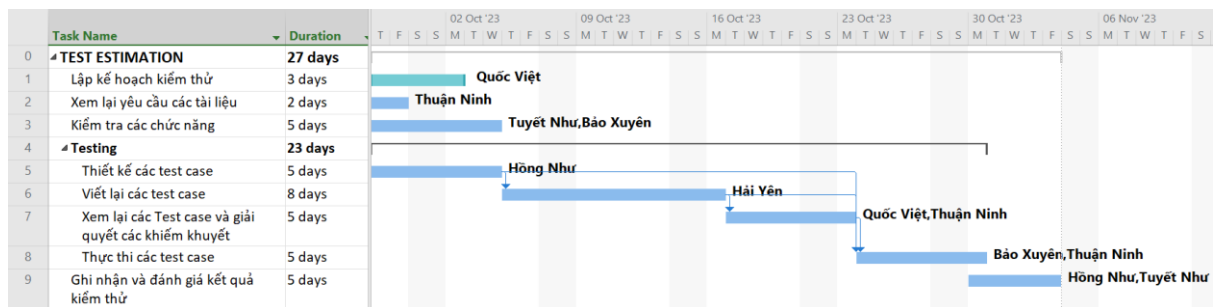 02 Oct '23 09 Oct '23 16 Oct '23 23 Oct '23 30 Oct '23 06 Nov '23
Task Name Duration T F S S M T W T F S S M T W T F S S M T W T F S S M T W T F S S M T W T F S S M T W T F S
0 TEST ESTIMATION 27 days
1 Lập kế hoạch kiểm thử 3 days Quốc Việt
2 Xem lại yêu cầu các tài liệu 2 days Thuận Ninh
3 Kiểm tra các chức năng 5 days Tuyết Như,Bảo Xuyên
4 Testing 23 days
5 Thiết kế các test case 5 days Hồng Như
6 Viết lại các test case 8 days Hải Yên
7 Xem lại các Test case và giải 5 days Quốc Việt,Thuận Ninh
quyết các khiếm khuyết
8 Thực thi các test case 5 days Bảo Xuyên,Thuận Ninh
9 Ghi nhận và đánh giá kết quả 5 days Hồng Như,Tuyết Như
kiểm thử